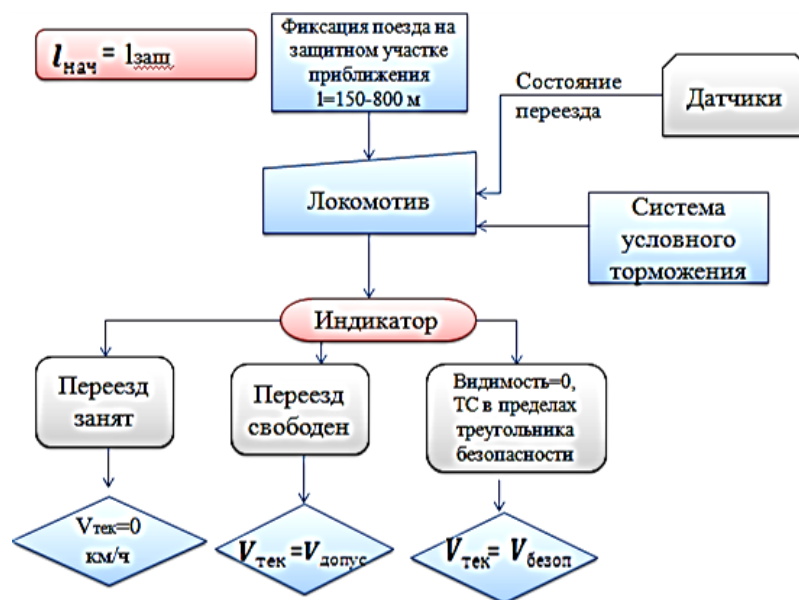 lнач = lзащ
Фиксация поезда на
защитном участке
приближения
l=150-800 м
Состояние
переезда
Датчики
Локомотив
Система
условного
торможения
Индикатор
Переезд
занят
Переезд
свободен
Видимость=0,
ТС в пределах
треугольника
безопасности
Vтек=0
км/ч
Vтек =Vдопус
Vтек= Vбезоп